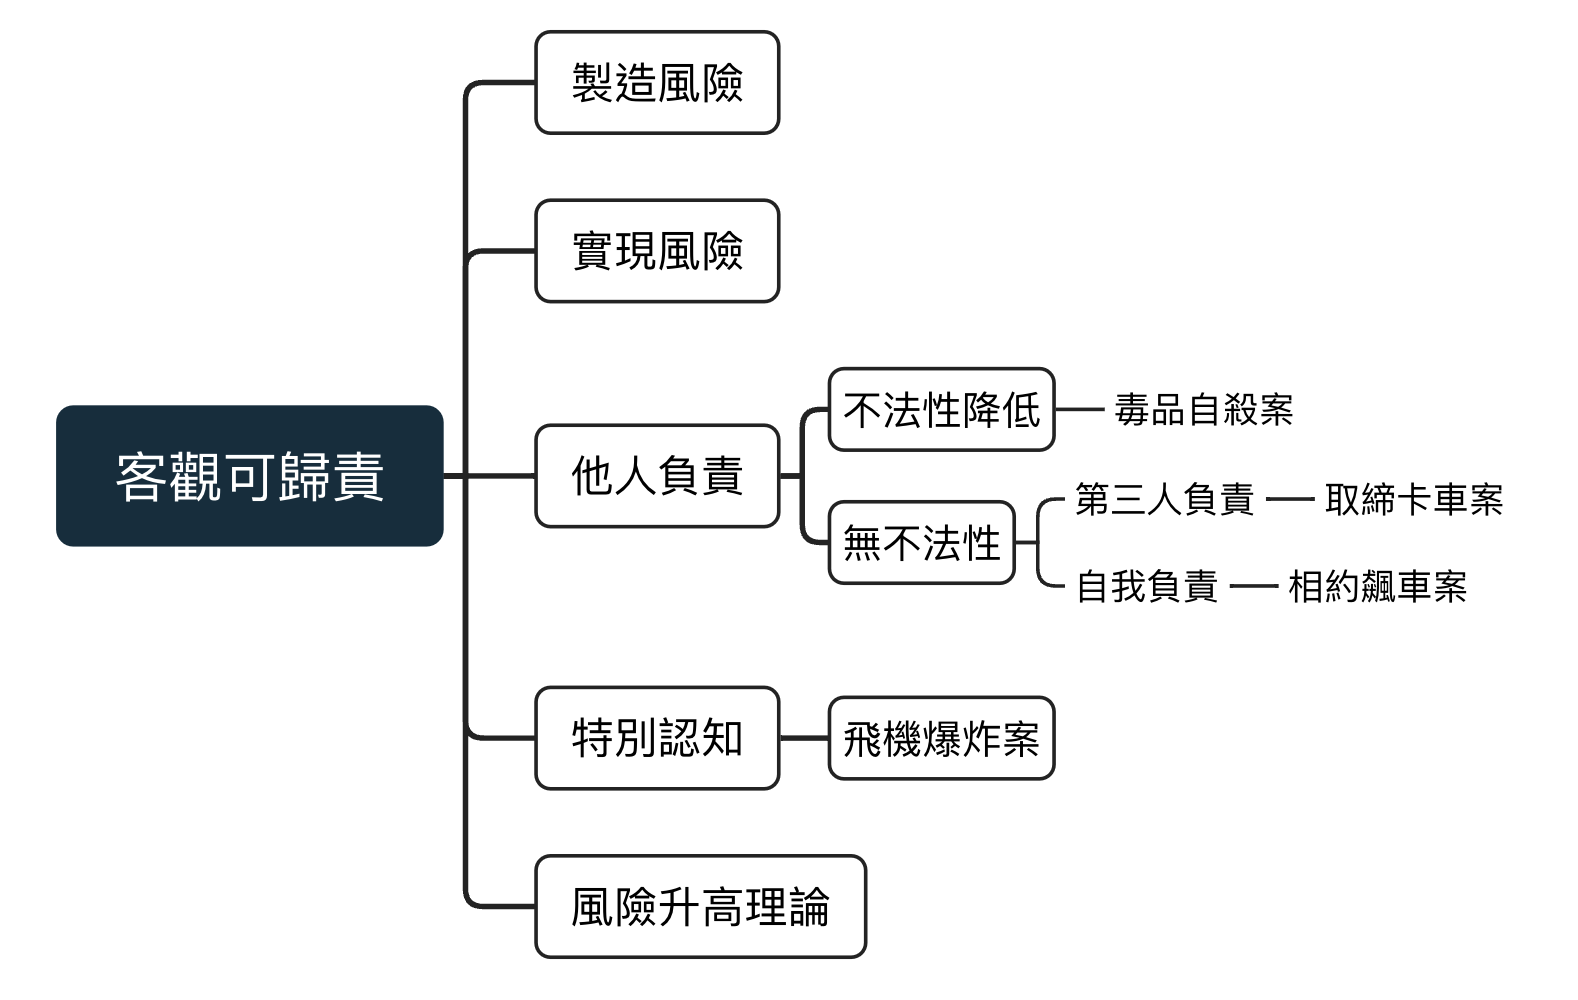 客觀可歸責
製造風險
實現風險
他人負責
不法性降低
毒品自殺案
無不法性
第三人負責
取締卡車案
自我負責
相約飆車案
特別認知
飛機爆炸案
風險升高理論